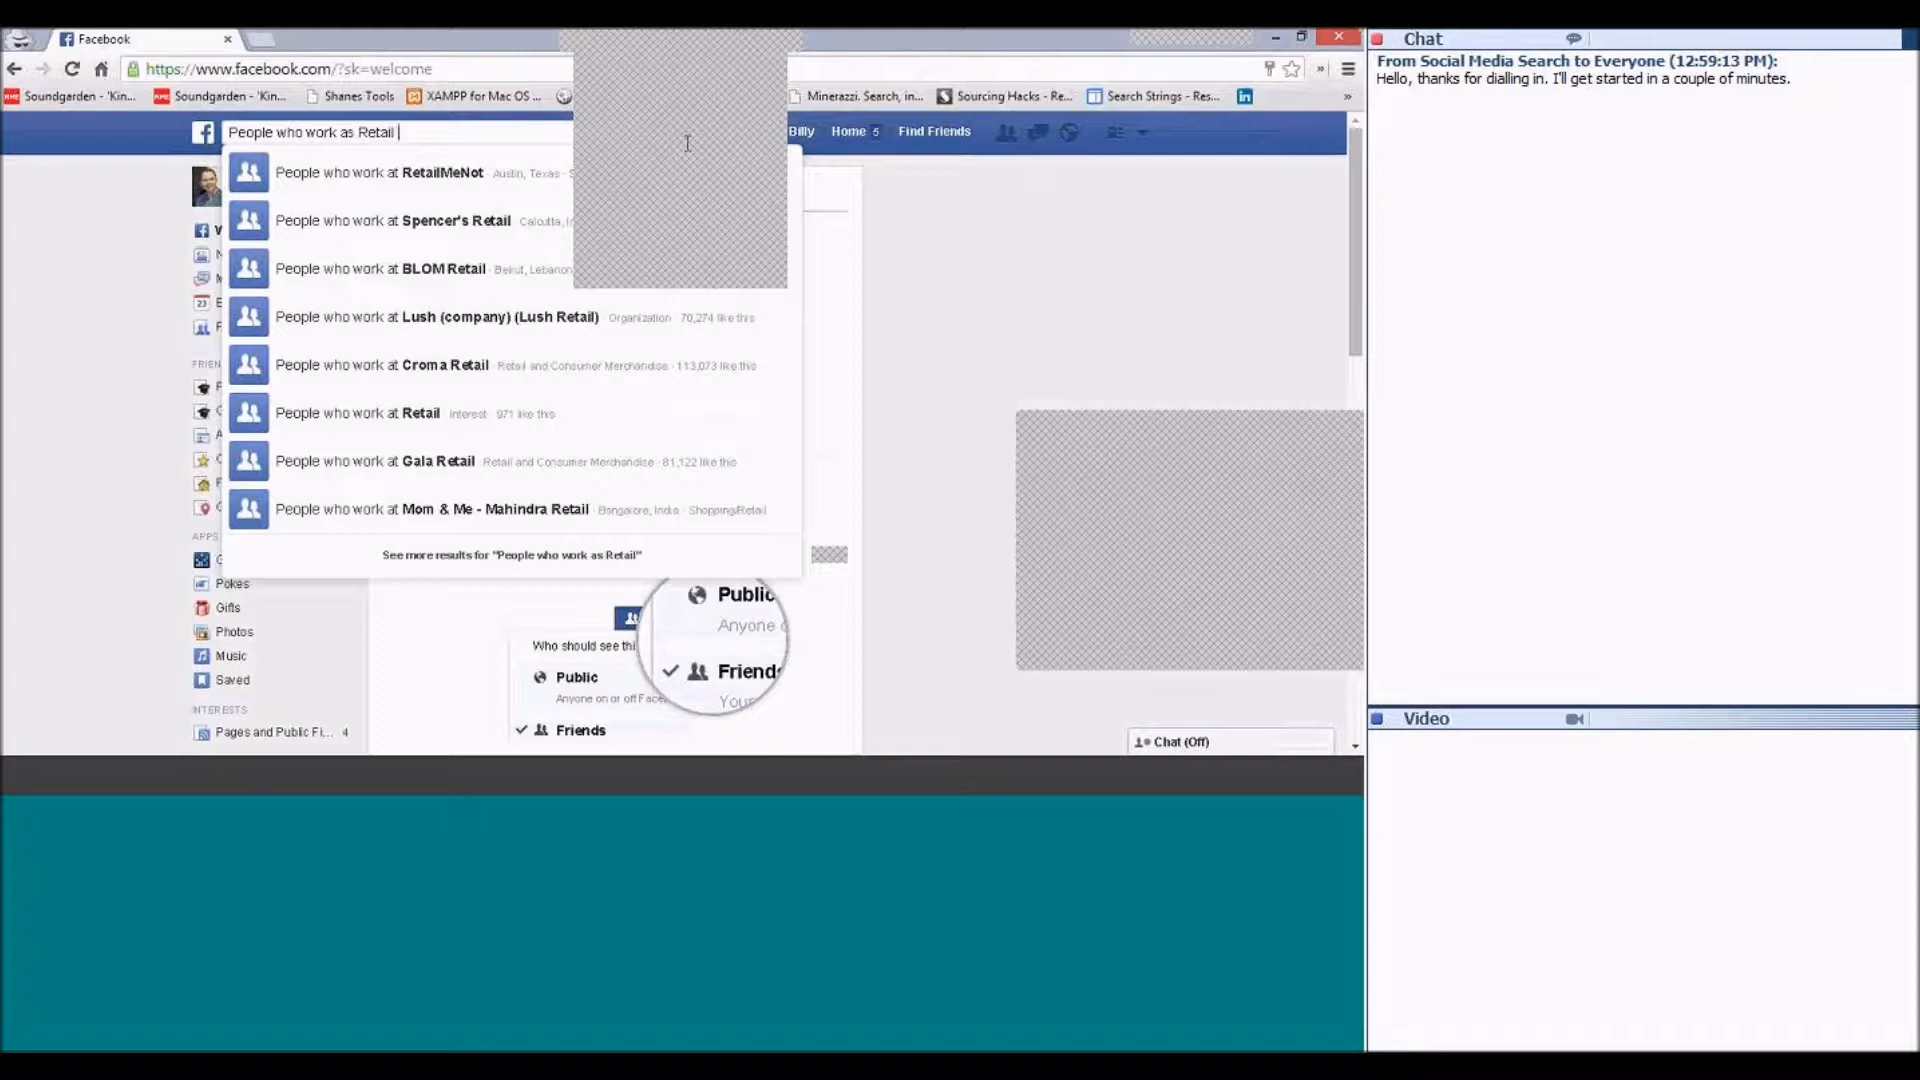 Facebook
https://www.facebook.com/?sk=welcome
Soundgarden - 'Kin...
Soundgarden - 'Kin...
Shanes Tools
XAMPP for Mac OS ...
Minerazzi. Search, in...
Sourcing Hacks - Re...
Search Strings - Res...
People who work as Retail
Billy
Home 5
Find Friends
People who work at RetailMeNot · Austin, Texas · S
People who work at Spencer's Retail Calcutta, In
People who work at BLOM Retail · Beirut, Lebanon
People who work at Lush (company) (Lush Retail) Organization · 70,274 like this
People who work at Croma Retail · Retail and Consumer Merchandise · 113,073 like this
People who work at Retail · Interest · 971 like this
People who work at Gala Retail Retail and Consumer Merchandise · 81,122 like this
People who work at Mom & Me - Mahindra Retail · Bangalore, India · Shopping/Retail
See more results for "People who work as Retail"
FRIEN
APPS
Pokes
Gifts
Photos
Music
Saved
INTERESTS
Pages and Public Fi... 4
Who should see thi
Public
Anyone on or off Face
Friends
Public
Anyone o
Friends
Your
Chat (Off)
Chat
From Social Media Search to Everyone (12:59:13 PM):
Hello, thanks for dialling in. I'll get started in a couple of minutes.
Video